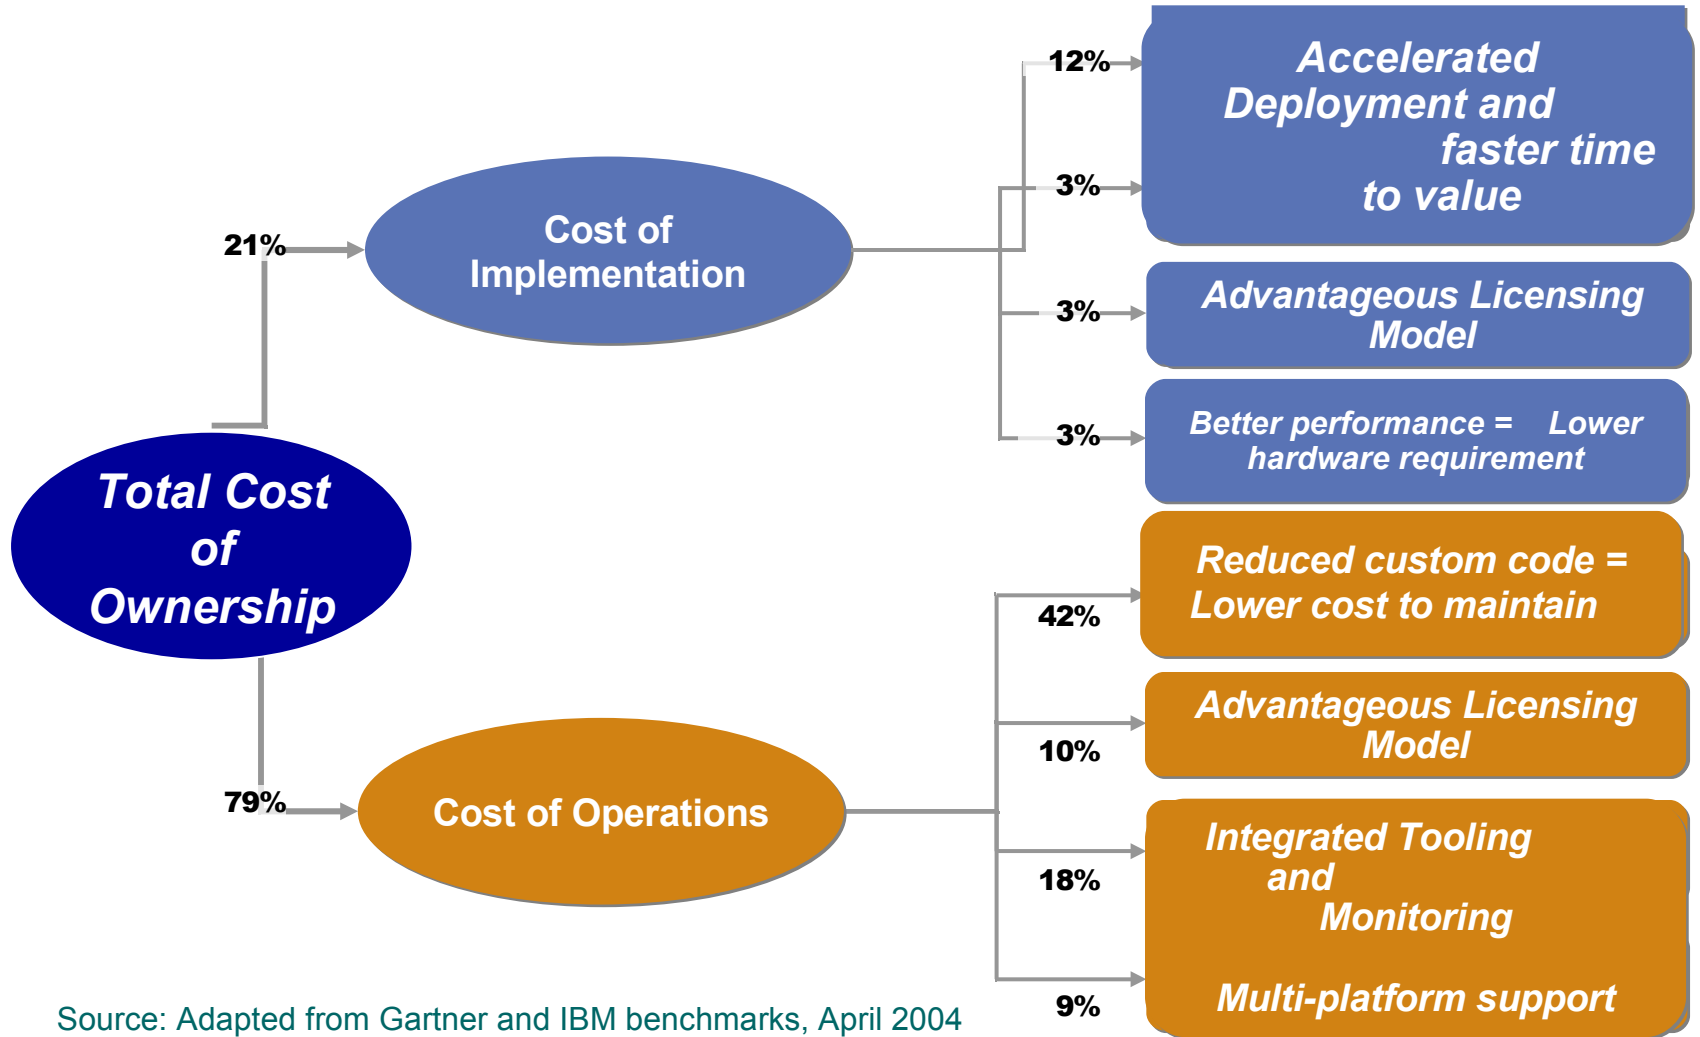 12%
Accelerated
Deployment and
faster time
to value
3%
21%
Cost of
Implementation
3%
Advantageous Licensing
Model
3%
Better performance = Lower
hardware requirement
Total Cost
of
Ownership
42%
Reduced custom code =
Lower cost to maintain
10%
Advantageous Licensing
Model
79%
Cost of Operations
18%
Integrated Tooling
and
Monitoring
9%
Multi-platform support
Source: Adapted from Gartner and IBM benchmarks, April 2004